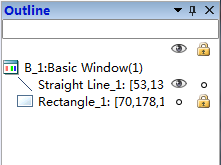 Outline
B_1:Basic Window(1)
Straight Line_1: [53,13
Rectangle_1: [70,178,1